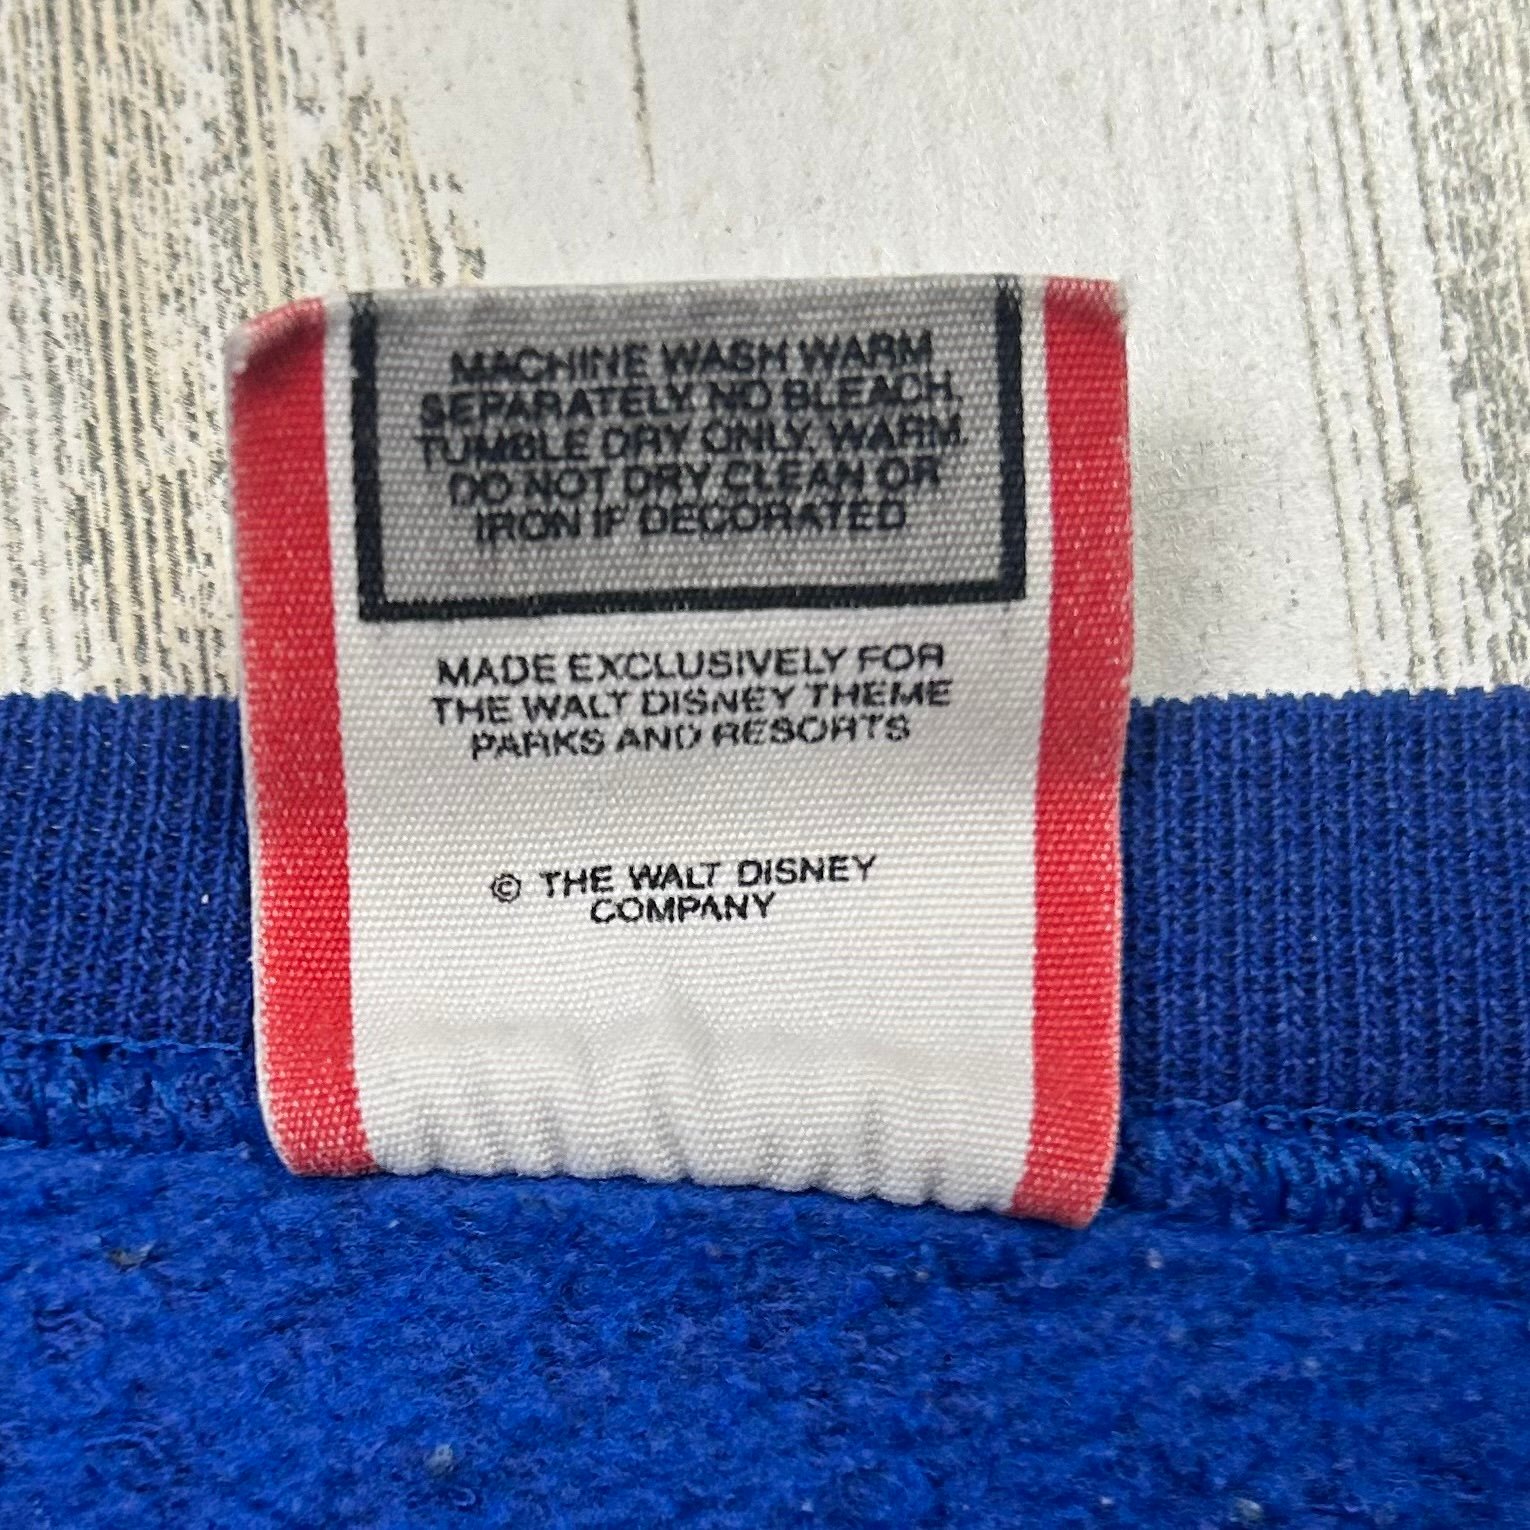 MACHINE WASH WARM
SEPARATELY. NO BLEACH.
TUMBLE DRY ONLY, WARM.
DO NOT DRY CLEAN OR
IRON IF DECORATED
MADE EXCLUSIVELY FOR
THE WALT DISNEY THEME
PARKS AND RESORTS
© THE WALT DISNEY
COMPANY